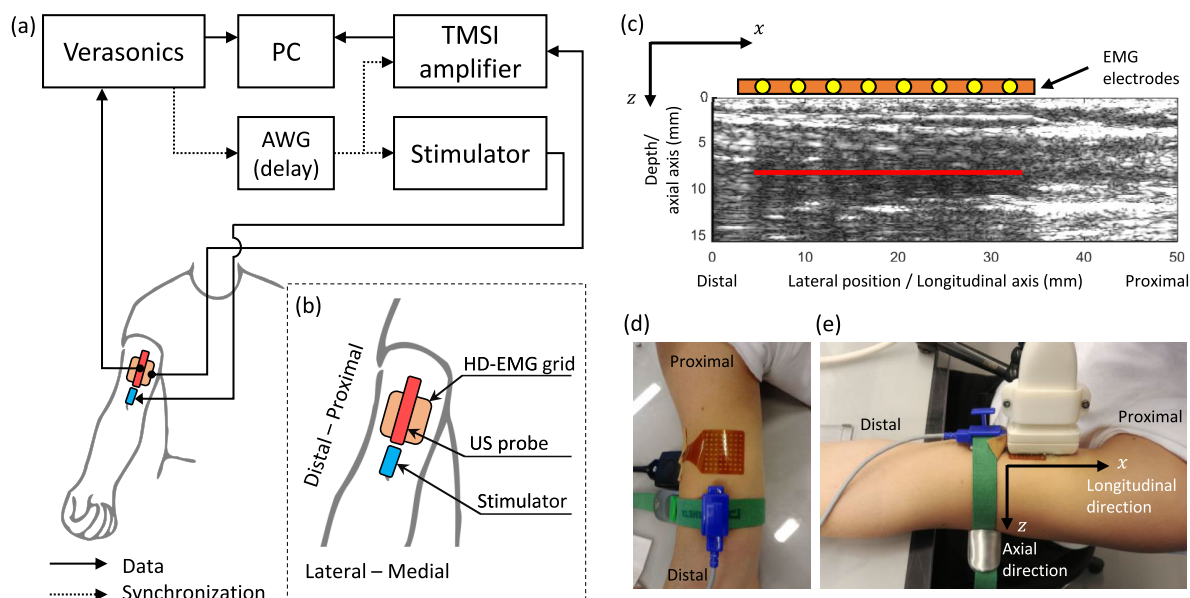 (a)
Verasonics
PC
TMSI
amplifier
AWG
(delay)
Stimulator
Data
Synchronization
(b)
Distal – Proximal
HD-EMG grid
US probe
Stimulator
Lateral – Medial
(c)
x
z
EMG
electrodes
Depth/
axial axis (mm)
0
5
10
15
0 10 20 30 40 50
Distal Lateral position / Longitudinal axis (mm) Proximal
(d)
Proximal
Distal
(e)
Distal
Proximal
x
Longitudinal
direction
z
Axial
direction